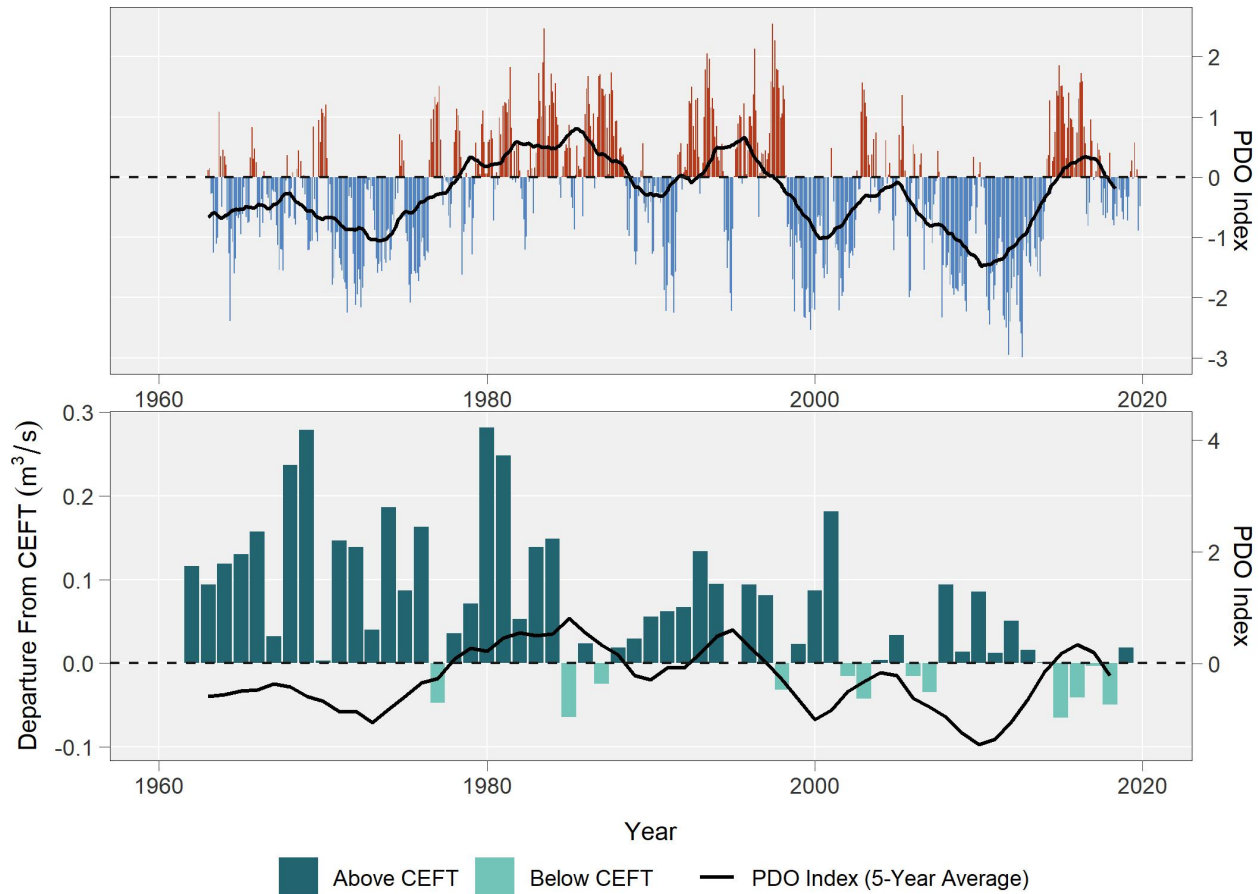 2
1
0
-1
-2
-3
PDO Index
1960 1980 2000 2020
0.3
0.2
0.1
0.0
-0.1
Departure From CEFT (m³/s)
4
2
0
PDO Index
1960 1980 2000 2020
Year
Above CEFT Below CEFT PDO Index (5-Year Average)